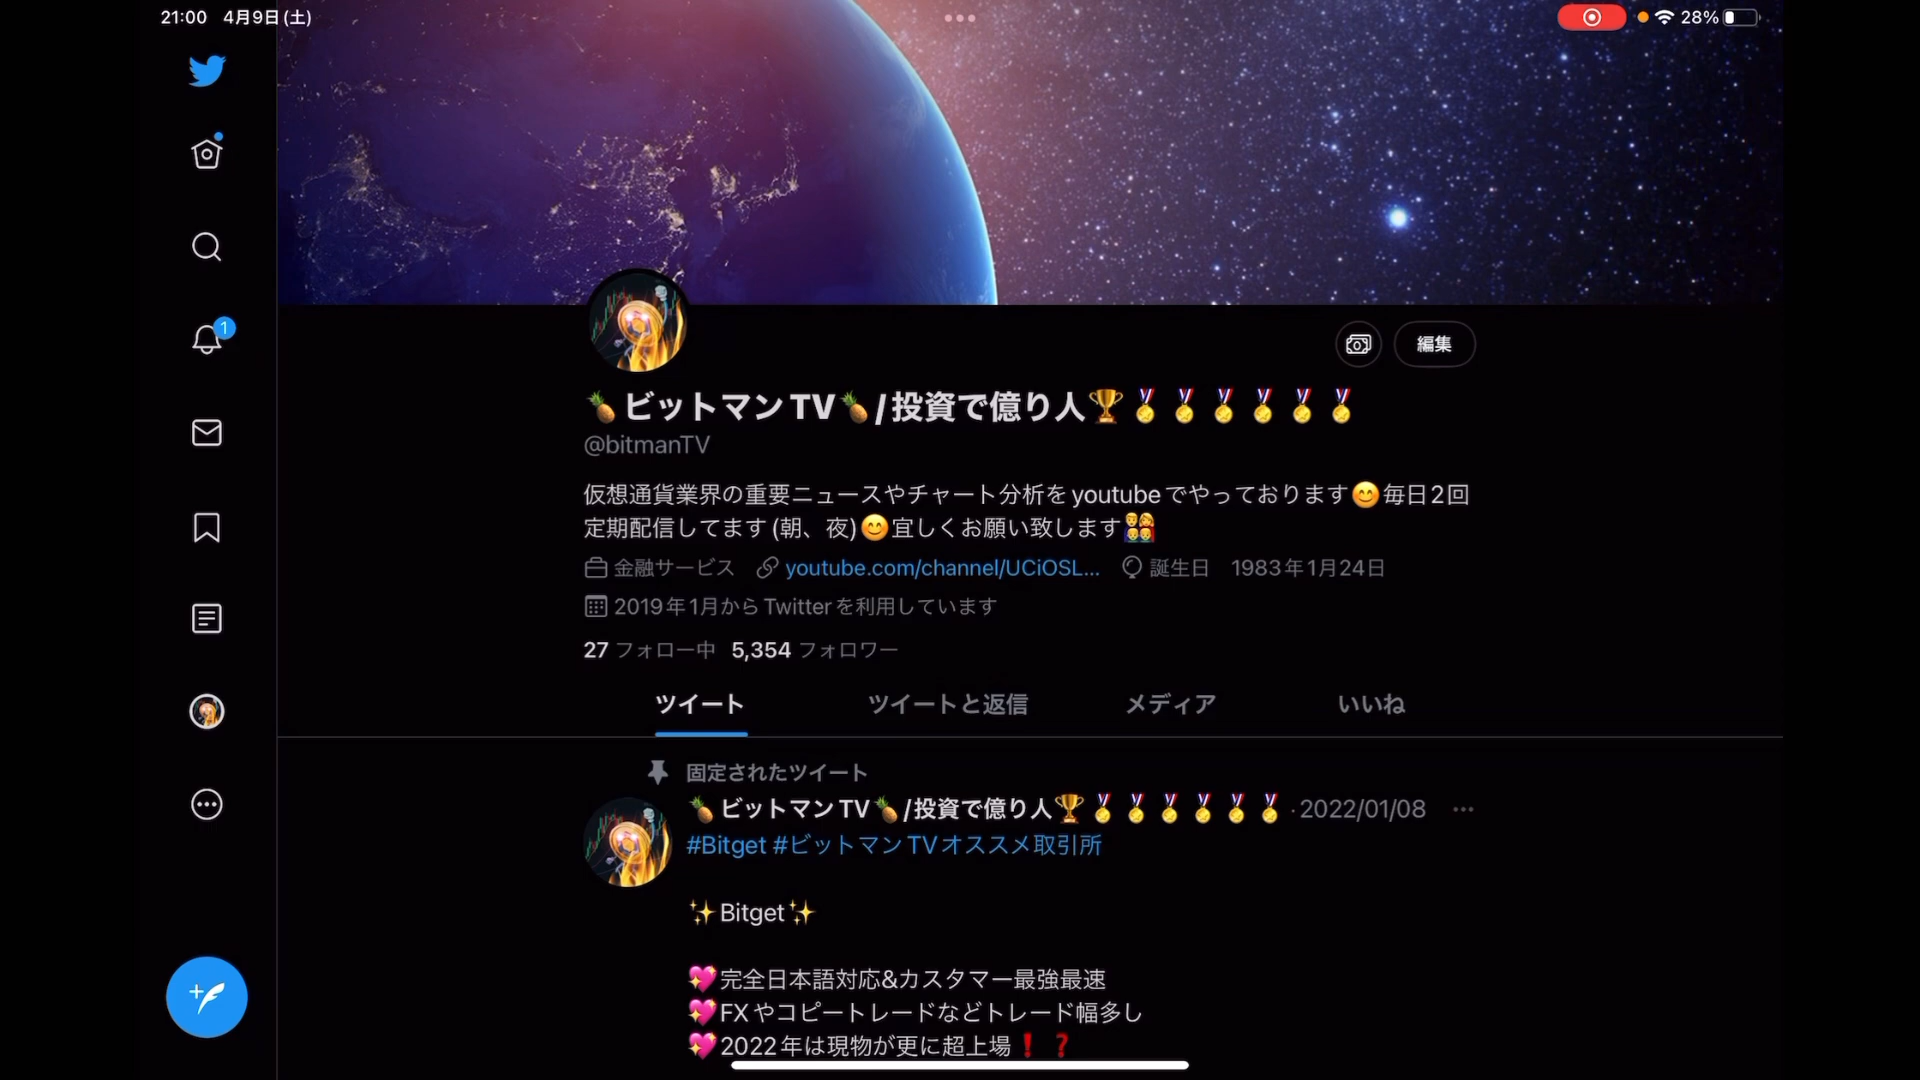 21:00 4月9日(土)
28%
1
編集
🍍ビットマンTV🍍/投資で億り人🏆🏅🏅🏅🏅🏅🏅
@bitmanTV
仮想通貨業界の重要ニュースやチャート分析をyoutubeでやっております😊毎日2回
定期配信してます(朝、夜)😊宜しくお願い致します👨‍👩‍👧‍👦
金融サービス youtube.com/channel/UCiOSL... 誕生日 1983年1月24日
2019年1月からTwitterを利用しています
27 フォロー中 5,354 フォロワー
ツイート ツイートと返信 メディア いいね
固定されたツイート
🍍ビットマンTV🍍/投資で億り人🏆🏅🏅🏅🏅🏅🏅 · 2022/01/08
#Bitget #ビットマンTVオススメ取引所
✨Bitget✨
💖完全日本語対応&カスタマー最強最速
💖FXやコピートレードなどトレード幅多し
💖2022年は現物が更に超上場❗❓